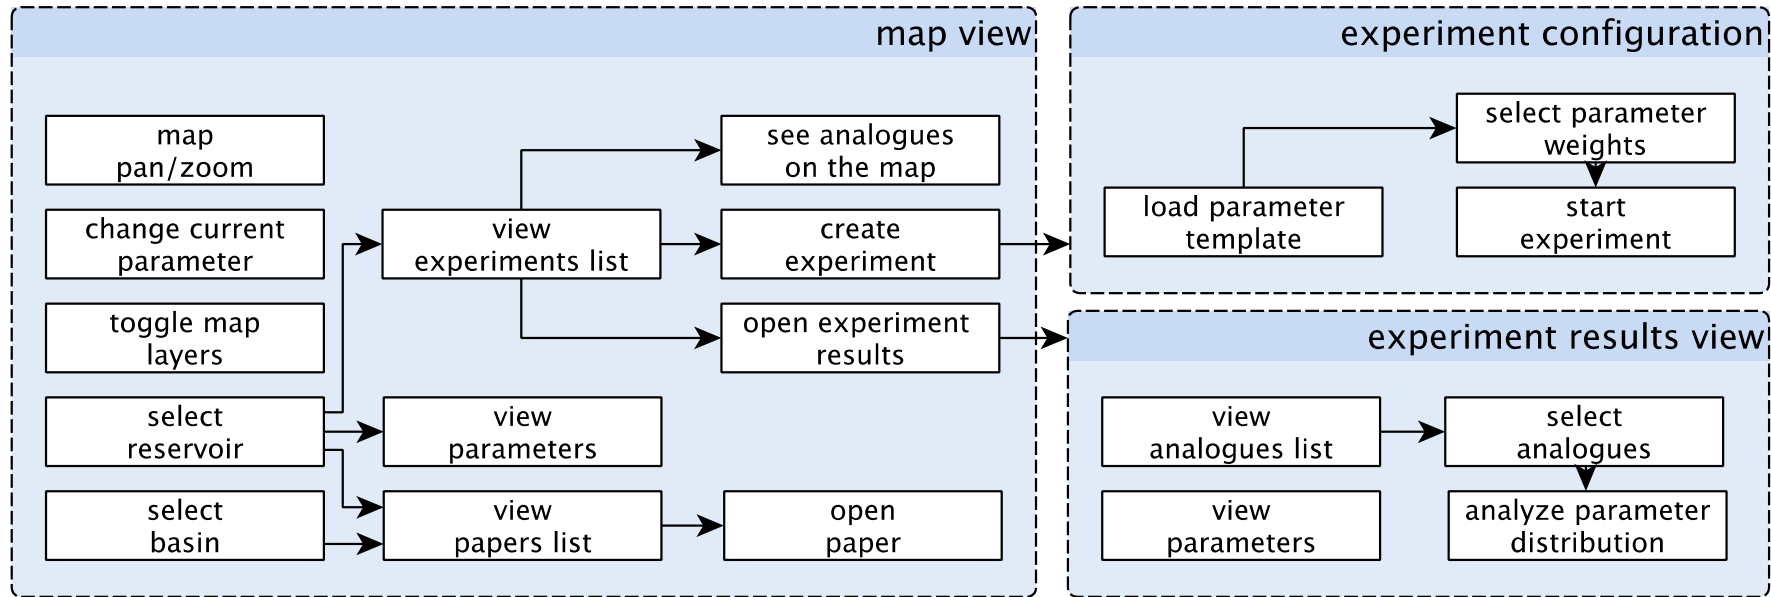 map view
map
pan/zoom
change current
parameter
toggle map
layers
select
reservoir
select
basin
view
experiments list
view
parameters
view
papers list
see analogues
on the map
create
experiment
open experiment
results
open
paper
experiment configuration
load parameter
template
select parameter
weights
start
experiment
experiment results view
view
analogues list
select
analogues
view
parameters
analyze parameter
distribution